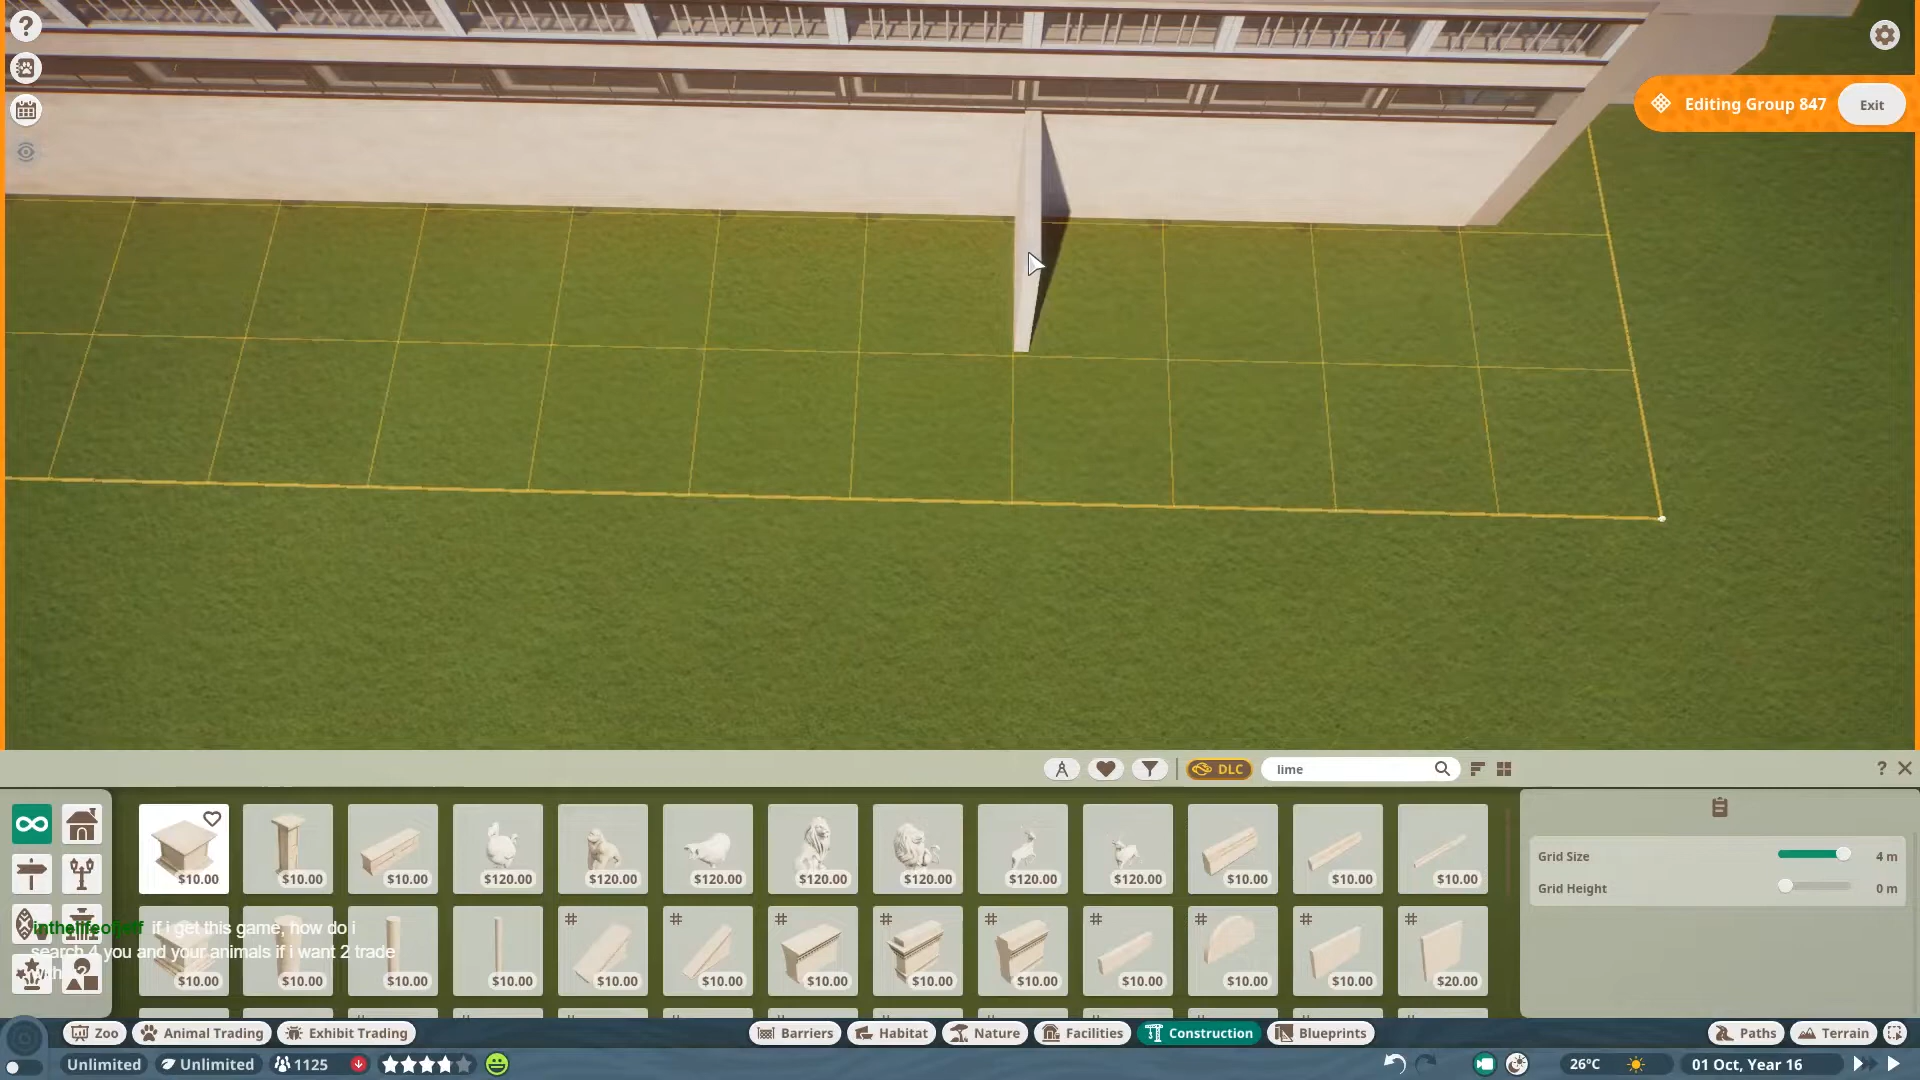 Editing Group 847
Exit
DLC
lime
$10.00
$10.00
$10.00
$120.00
$120.00
$120.00
$120.00
$120.00
$120.00
$120.00
$10.00
$10.00
$10.00
Grid Size
4 m
Grid Height
0 m
if i get this game, how do i
search 4 you and your animals if i want 2 trade
$10.00
$10.00
$10.00
$10.00
$10.00
$10.00
$10.00
$10.00
$10.00
$10.00
$10.00
$10.00
$20.00
Zoo
Animal Trading
Exhibit Trading
Barriers
Habitat
Nature
Facilities
Construction
Blueprints
Paths
Terrain
Unlimited
Unlimited
1125
26°C
01 Oct, Year 16